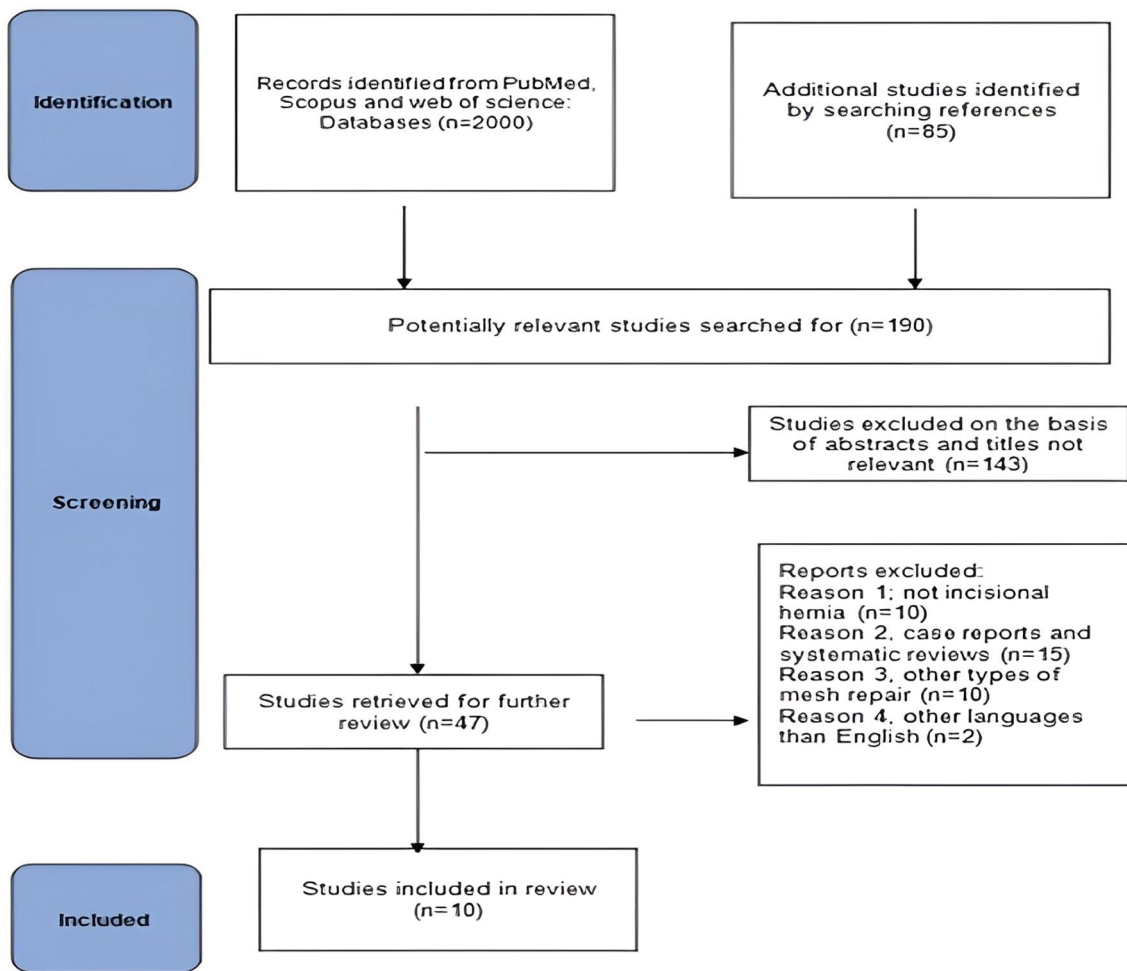 Identification
Records identified from PubMed,
Scopus and web of science:
Databases (n=2000)
Additional studies identified
by searching references
(n=85)
Screening
Potentially relevant studies searched for (n=190)
Studies excluded on the basis
of abstracts and titles not
relevant (n=143)
Reports excluded:
Reason 1; not incisional
hernia (n=10)
Reason 2, case reports and
systematic reviews (n=15)
Reason 3, other types of
mesh repair (n=10)
Reason 4, other languages
than English (n=2)
Studies retrieved for further
review (n=47)
Included
Studies included in review
(n=10)